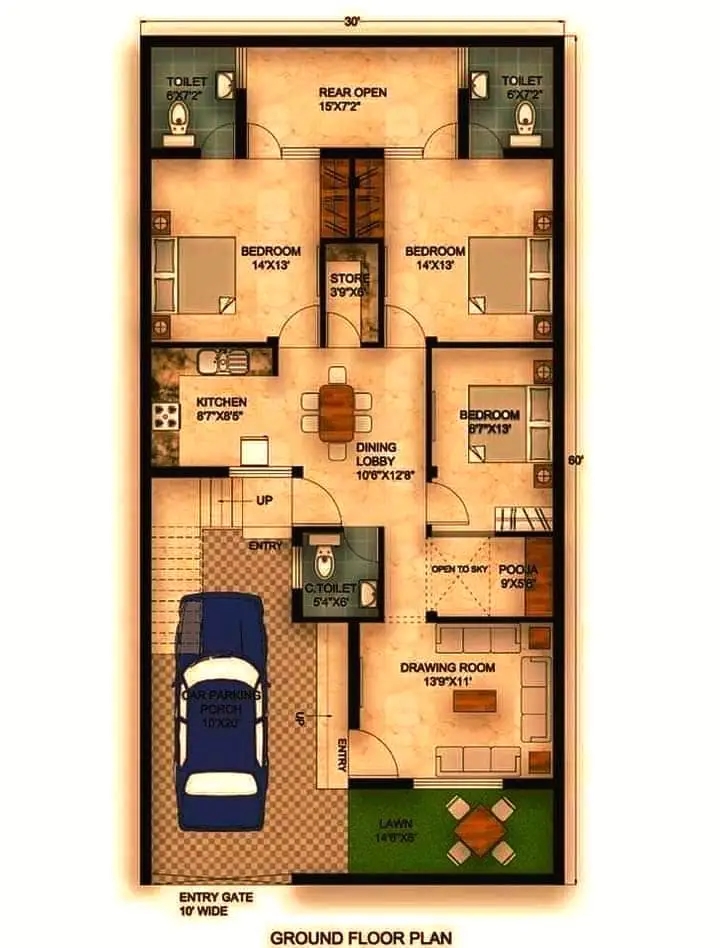 30'
TOILET
6'X7'2"
REAR OPEN
15'X7'2"
TOILET
6'X7'2"
BEDROOM
14'X13'
BEDROOM
14'X13'
STORE
3'9"X6'
KITCHEN
8'7"X8'5"
BEDROOM
8'7"X13'
DINING
LOBBY
10'6"X12'8"
60'
UP
ENTRY
OPEN TO SKY
POOJA
9'X5'6"
C.TOILET
5'4"X6'
DRAWING ROOM
13'9"X11'
CAR PARKING
PORCH
10'X20'
UP
ENTRY
LAWN
14'6"X6'
ENTRY GATE
10' WIDE
GROUND FLOOR PLAN